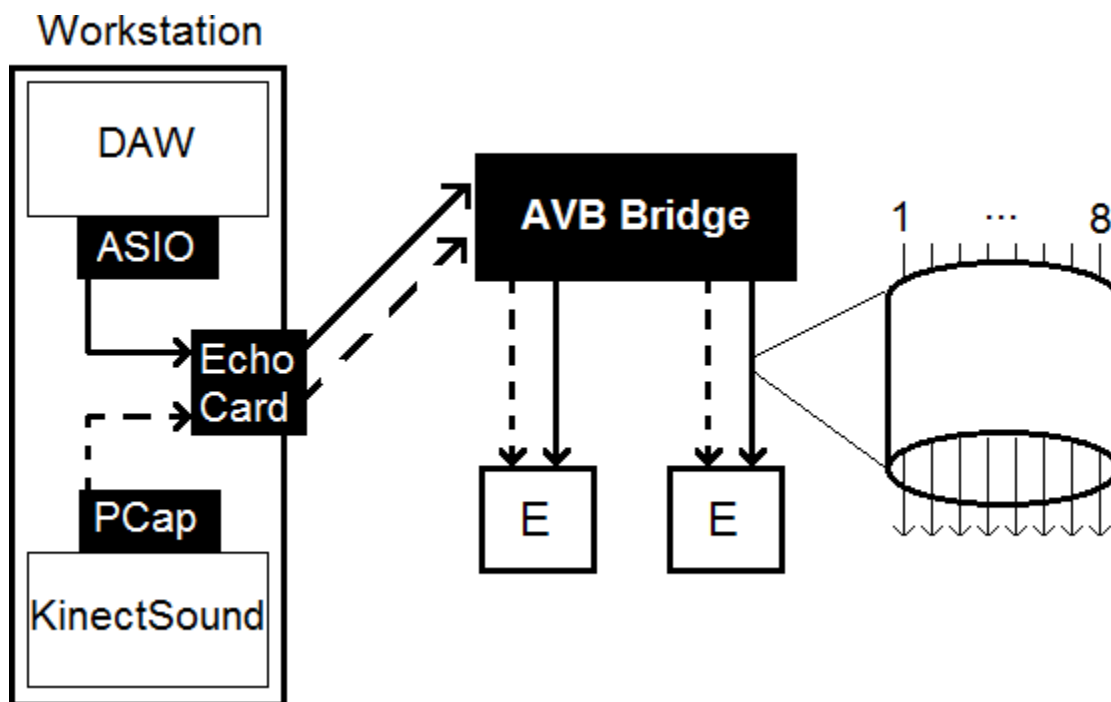 Workstation
DAW
ASIO
Echo
Card
PCap
KinectSound
AVB Bridge
E
E
1 ... 8